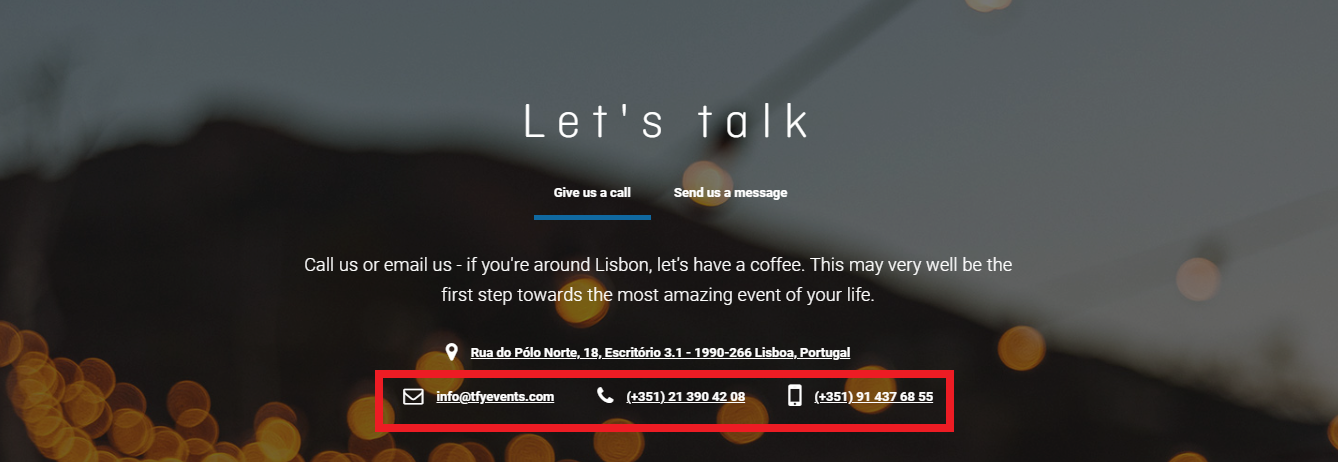 Let's talk
Give us a call Send us a message
Call us or email us - if you're around Lisbon, let's have a coffee. This may very well be the
first step towards the most amazing event of your life.
Rua do Pólo Norte, 18, Escritório 3.1 - 1990-266 Lisboa, Portugal
info@tfyevents.com (+351) 21 390 42 08 (+351) 91 437 68 55